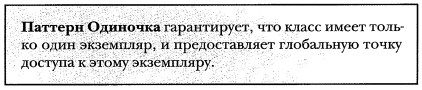 Паттерн Одиночка гарантирует, что класс имеет толь-
ко один экземпляр, и предоставляет глобальную точку
доступа к этому экземпляру.